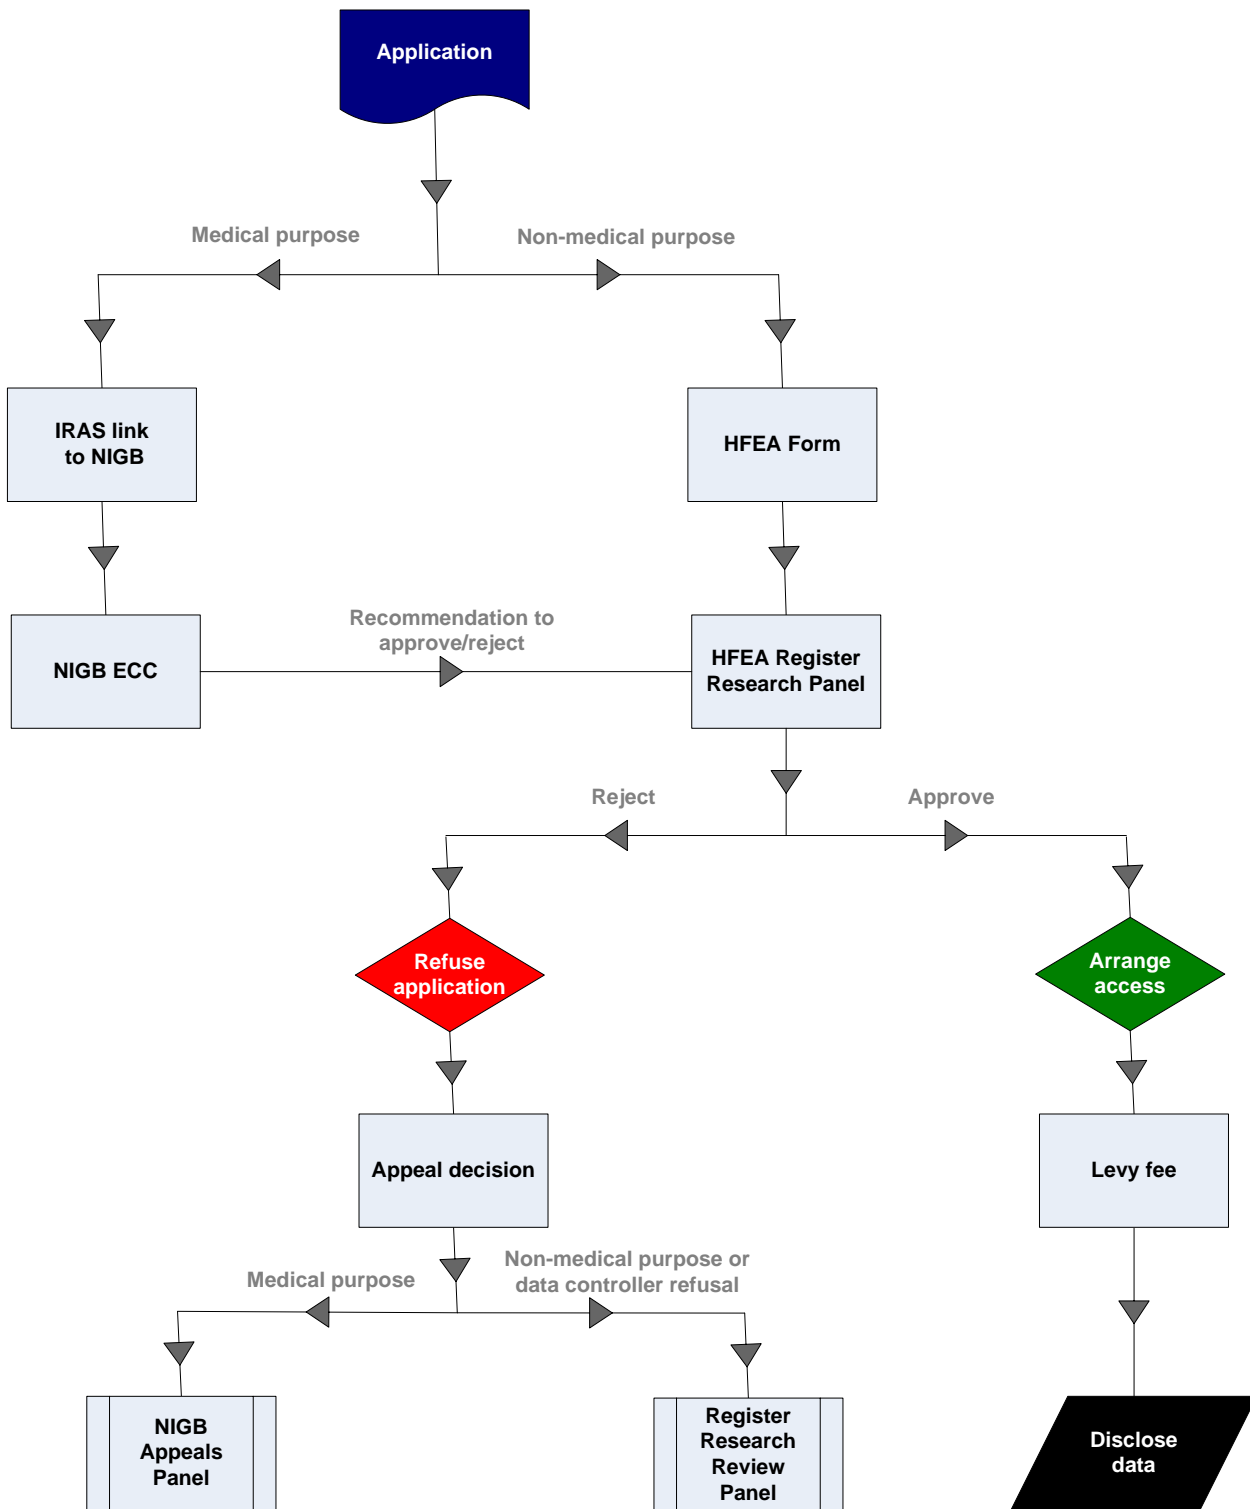 Application
Medical purpose
Non-medical purpose
IRAS link
to NIGB
HFEA Form
Recommendation to
approve/reject
NIGB ECC
HFEA Register
Research Panel
Reject
Approve
Refuse
application
Arrange
access
Appeal decision
Levy fee
Medical purpose
Non-medical purpose or
data controller refusal
NIGB
Appeals
Panel
Register
Research
Review
Panel
Disclose
data